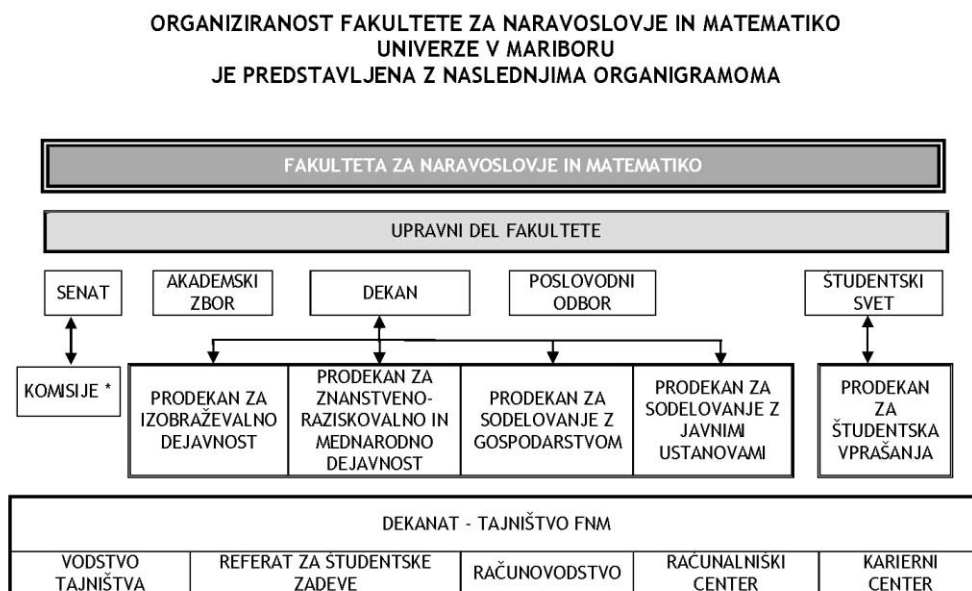 ORGANIZIRANOST FAKULTETE ZA NARAVOSLOVJE IN MATEMATIKO
UNIVERZE V MARIBORU
JE PREDSTAVLJENA Z NASLEDNJIMA ORGANIGRAMOMA
FAKULTETA ZA NARAVOSLOVJE IN MATEMATIKO
UPRAVNI DEL FAKULTETE
SENAT
AKADEMSKI
ZBOR
DEKAN
POSLOVODNI
ODBOR
ŠTUDENTSKI
SVET
KOMISIJE *
PRODEKAN ZA
IZOBRAŽEVALNO
DEJAVNOST
PRODEKAN ZA
ZNANSTVENO-
RAZISKOVALNO IN
MEDNARODNO
DEJAVNOST
PRODEKAN ZA
SODELOVANJE Z
GOSPODARSTVOM
PRODEKAN ZA
SODELOVANJE Z
JAVNIMI
USTANOVAMI
PRODEKAN
ZA
ŠTUDENTSKA
VPRAŠANJA
DEKANAT - TAJNIŠTVO FNM
VODSTVO
TAJNIŠTVA
REFERAT ZA ŠTUDENTSKE
ZADEVE
RAČUNOVODSTVO
RAČUNALNIŠKI
CENTER
KARIERNI
CENTER